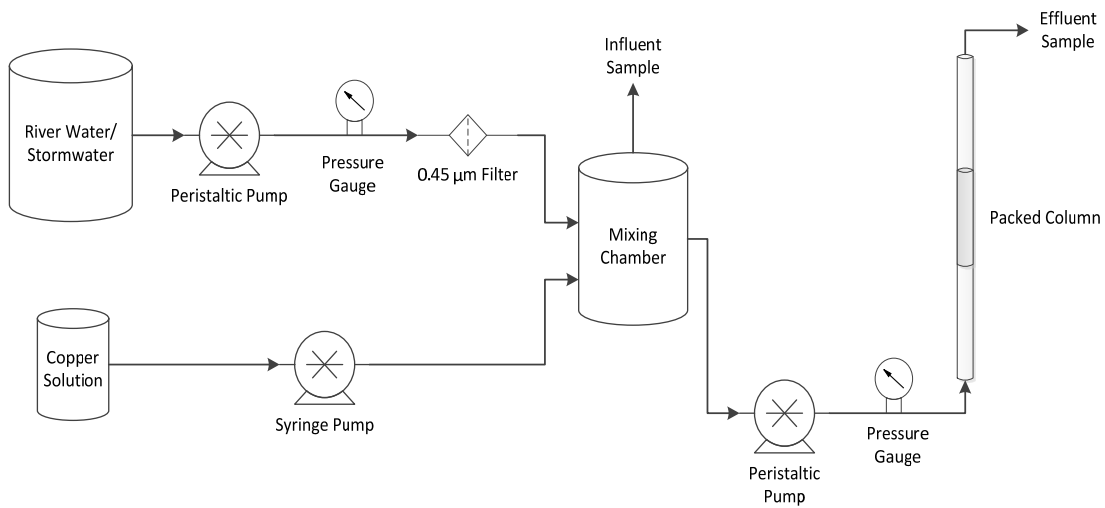 River Water/
Stormwater
Peristaltic Pump
Pressure
Gauge
0.45 µm Filter
Influent
Sample
Mixing
Chamber
Copper
Solution
Syringe Pump
Peristaltic
Pump
Pressure
Gauge
Packed Column
Effluent
Sample